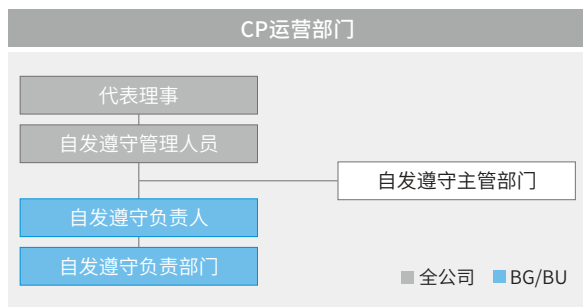 CP运营部门
代表理事
自发遵守管理人员
自发遵守主管部门
自发遵守负责人
自发遵守负责部门
全公司
BG/BU